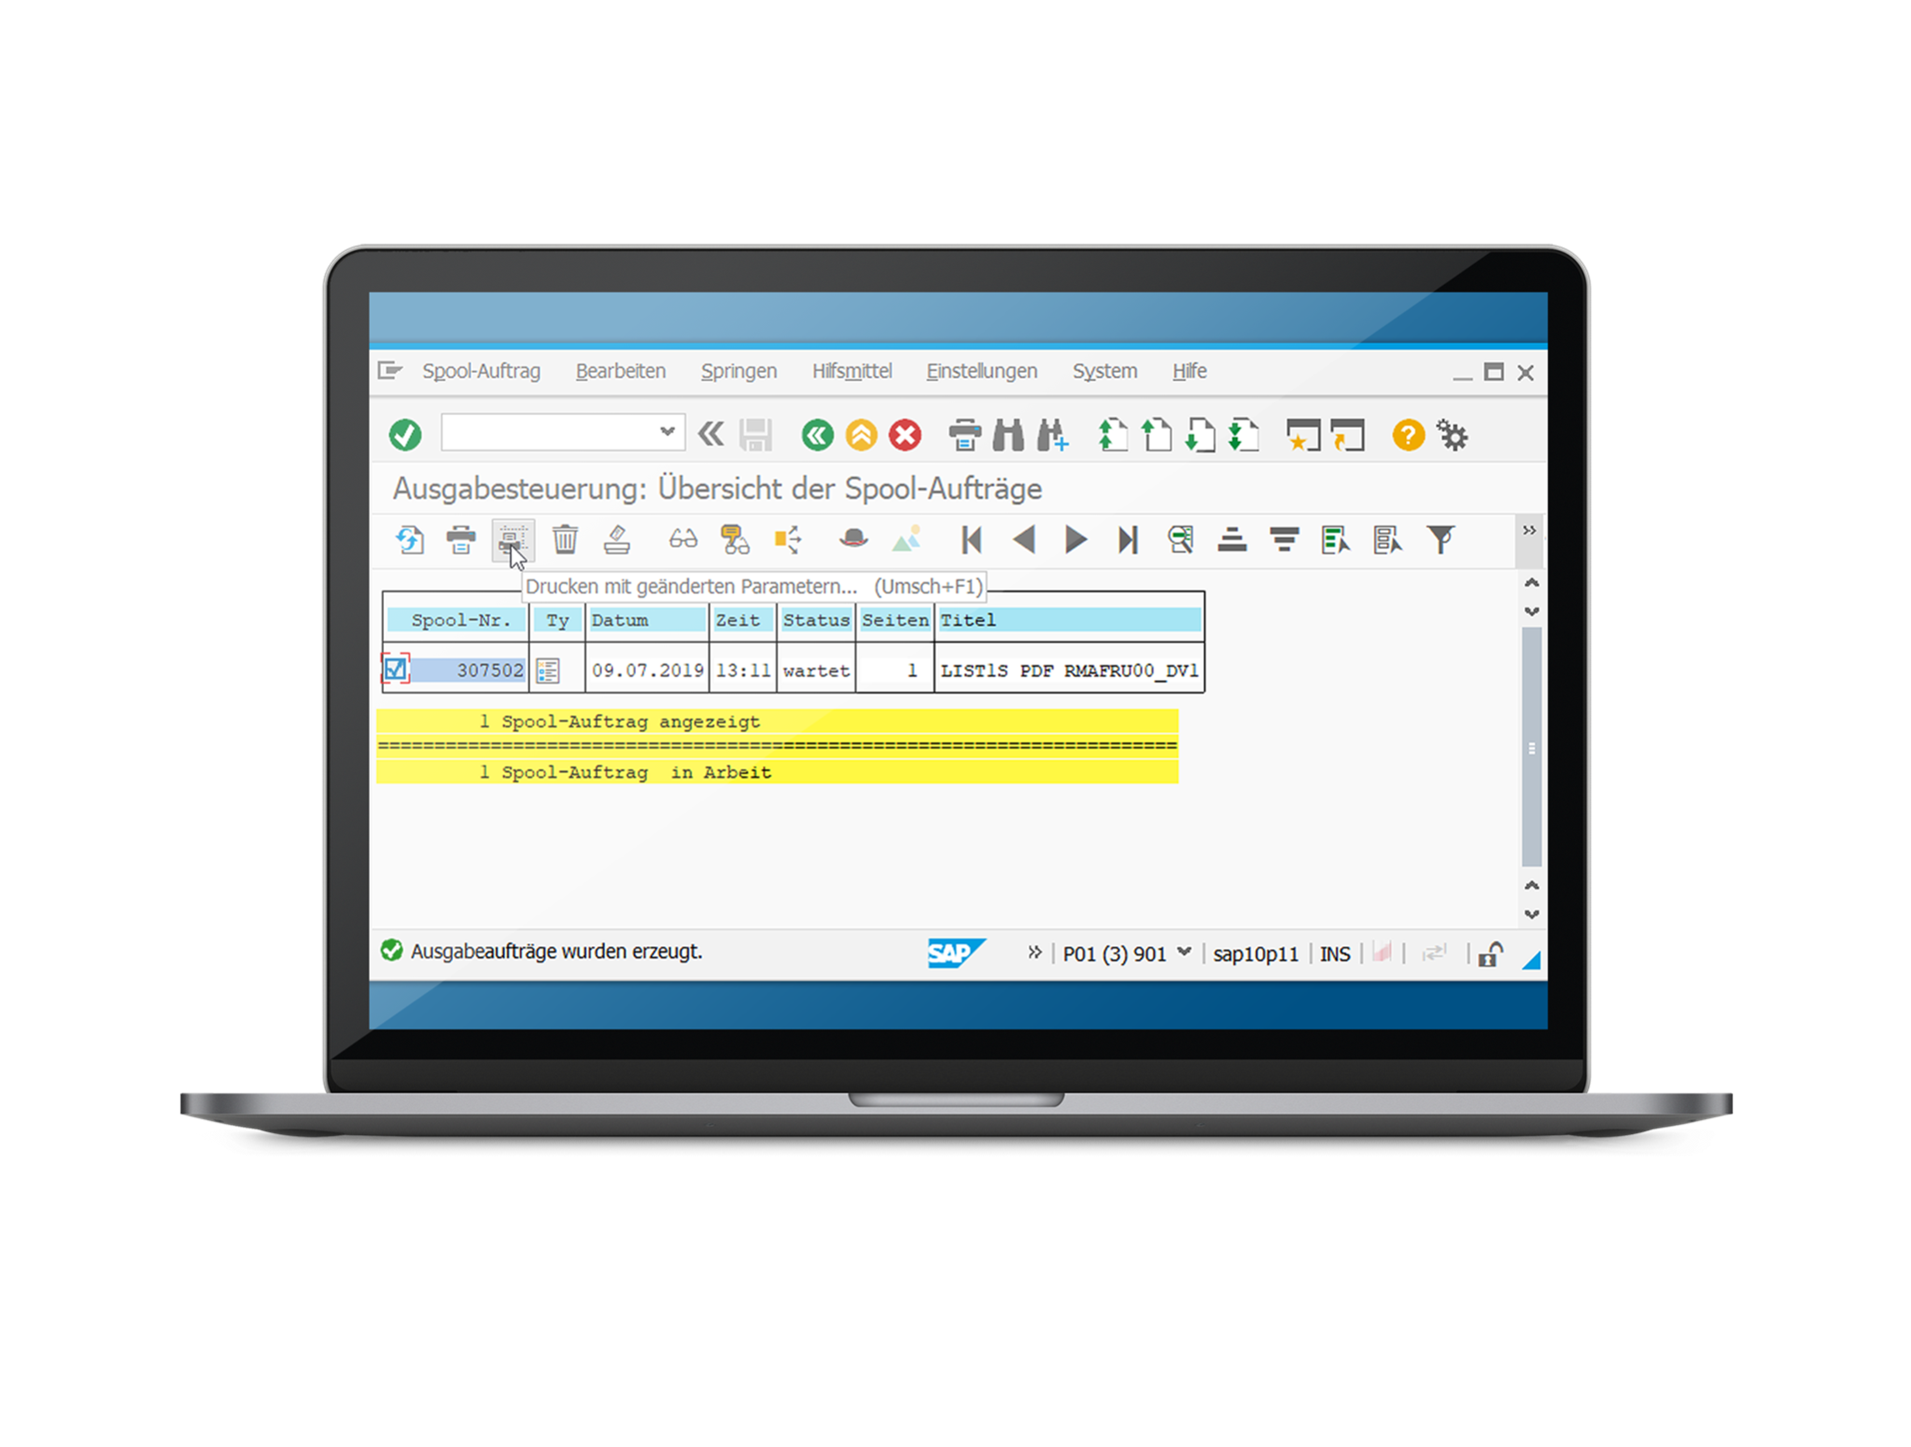 Spool-Auftrag Bearbeiten Springen Hilfsmittel Einstellungen System Hilfe
Ausgabesteuerung: Übersicht der Spool-Aufträge
Drucken mit geänderten Parametern... (Umsch+F1)
Spool-Nr. Ty Datum Zeit Status Seiten Titel
307502 09.07.2019 13:11 wartet 1 LIST1S PDF RMAFRU00_DV1
1 Spool-Auftrag angezeigt
1 Spool-Auftrag in Arbeit
Ausgabeaufträge wurden erzeugt. SAP P01 (3) 901 sap10p11 INS